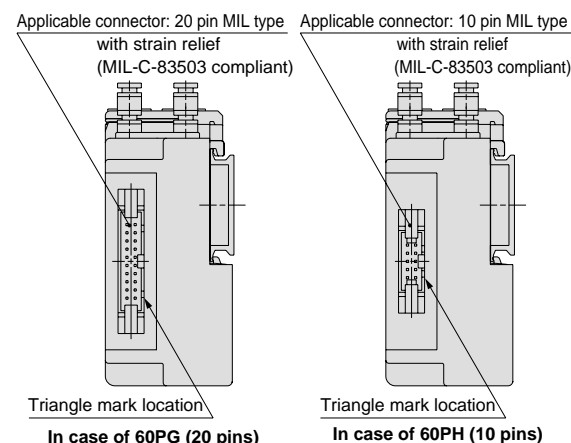 Applicable connector: 20 pin MIL type
with strain relief
(MIL-C-83503 compliant)
Triangle mark location
In case of 60PG (20 pins)
Applicable connector: 10 pin MIL type
with strain relief
(MIL-C-83503 compliant)
Triangle mark location
In case of 60PH (10 pins)